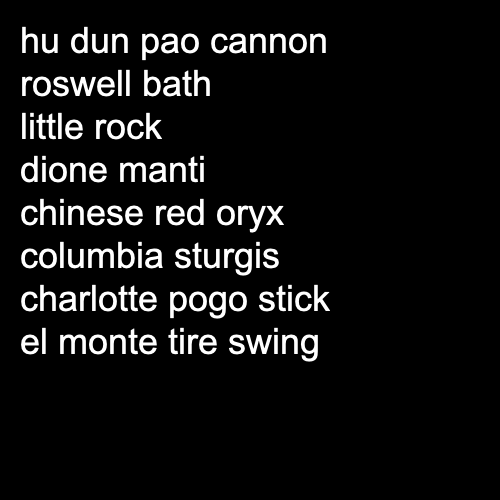 hu dun pao cannon
roswell bath
little rock
dione manti
chinese red oryx
columbia sturgis
charlotte pogo stick
el monte tire swing